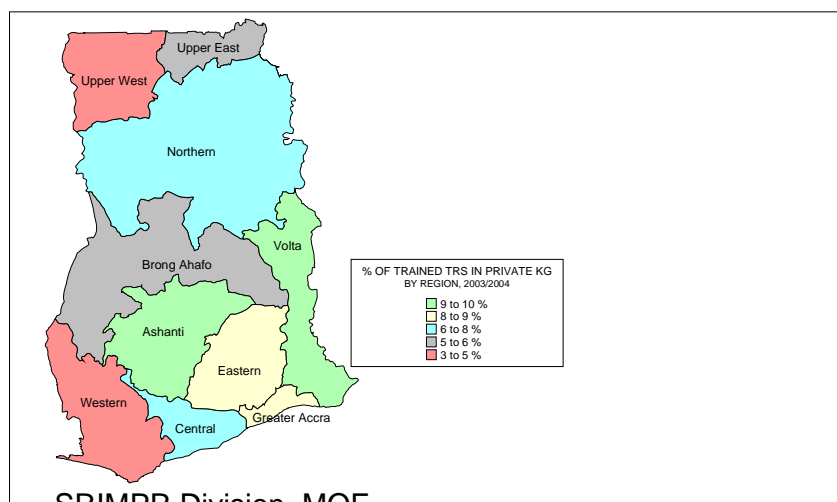 Upper East
Upper West
Northern
Volta
Brong Ahafo
% OF TRAINED TRS IN PRIVATE KG
BY REGION, 2003/2004
9 to 10 %
8 to 9 %
6 to 8 %
5 to 6 %
3 to 5 %
Ashanti
Eastern
Western
Greater Accra
Central
Division, MOE